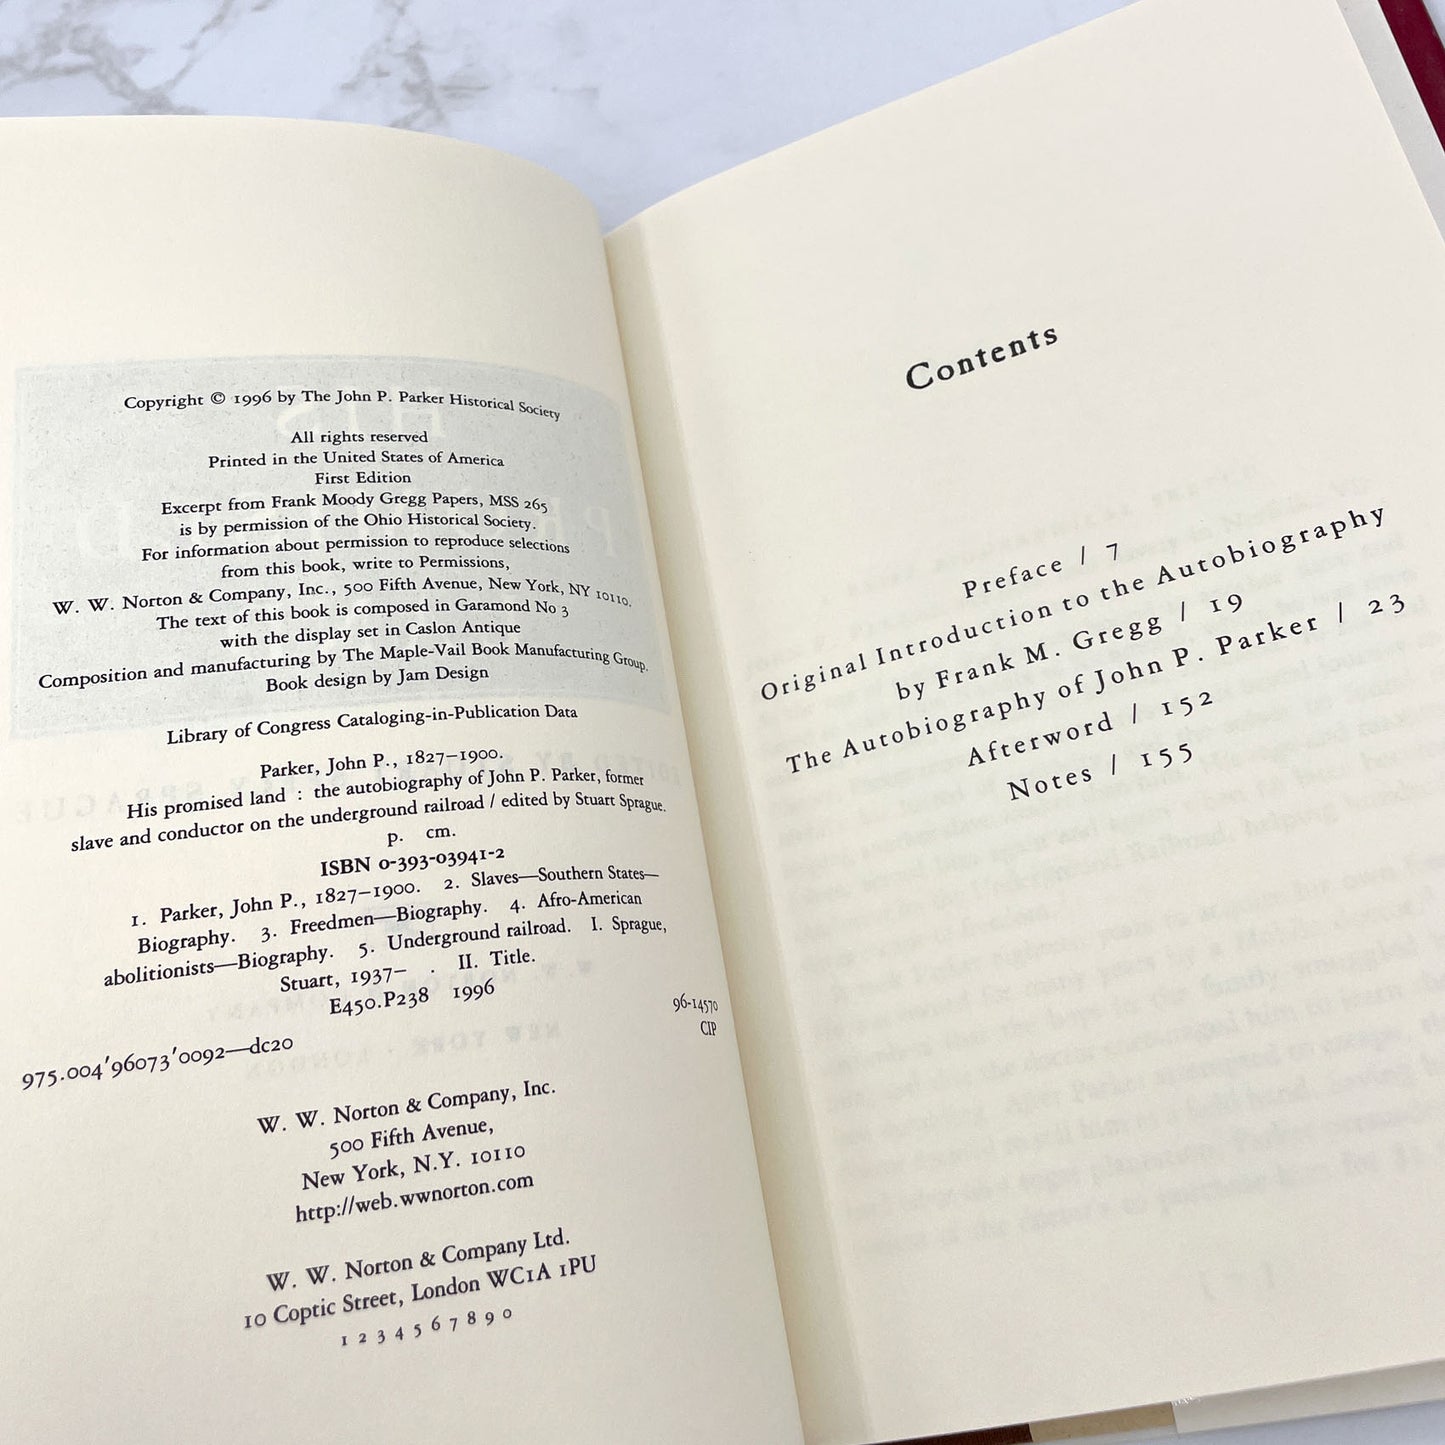 Copyright © 1996 by The John P. Parker Historical Society
All rights reserved
Printed in the United States of America
First Edition
Excerpt from Frank Moody Gregg Papers, MSS 265
is by permission of the Ohio Historical Society.
For information about permission to reproduce selections
from this book, write to Permissions,
W. W. Norton & Company, Inc., 500 Fifth Avenue, New York, NY 10110.
The text of this book is composed in Garamond No 3
with the display set in Caslon Antique
Composition and manufacturing by The Maple-Vail Book Manufacturing Group.
Book design by Jam Design
Library of Congress Cataloging-in-Publication Data
Parker, John P., 1827–1900.
His promised land : the autobiography of John P. Parker, former
slave and conductor on the underground railroad / edited by Stuart Sprague.
p. cm.
ISBN 0-393-03941-2
1. Parker, John P., 1827–1900. 2. Slaves—Southern States—
Biography. 3. Freedmen—Biography. 4. Afro-American
abolitionists—Biography. 5. Underground railroad. I. Sprague,
Stuart, 1937– . II. Title.
E450.P238 1996
975.004'96073'0092—dc20
96-14570
CIP
W. W. Norton & Company, Inc.
500 Fifth Avenue,
New York, N.Y. 10110
http://web.wwnorton.com
W. W. Norton & Company Ltd.
10 Coptic Street, London WC1A 1PU
1 2 3 4 5 6 7 8 9 0
Contents
Preface / 7
Original Introduction to the Autobiography
by Frank M. Gregg / 19
The Autobiography of John P. Parker / 23
Afterword / 152
Notes / 155